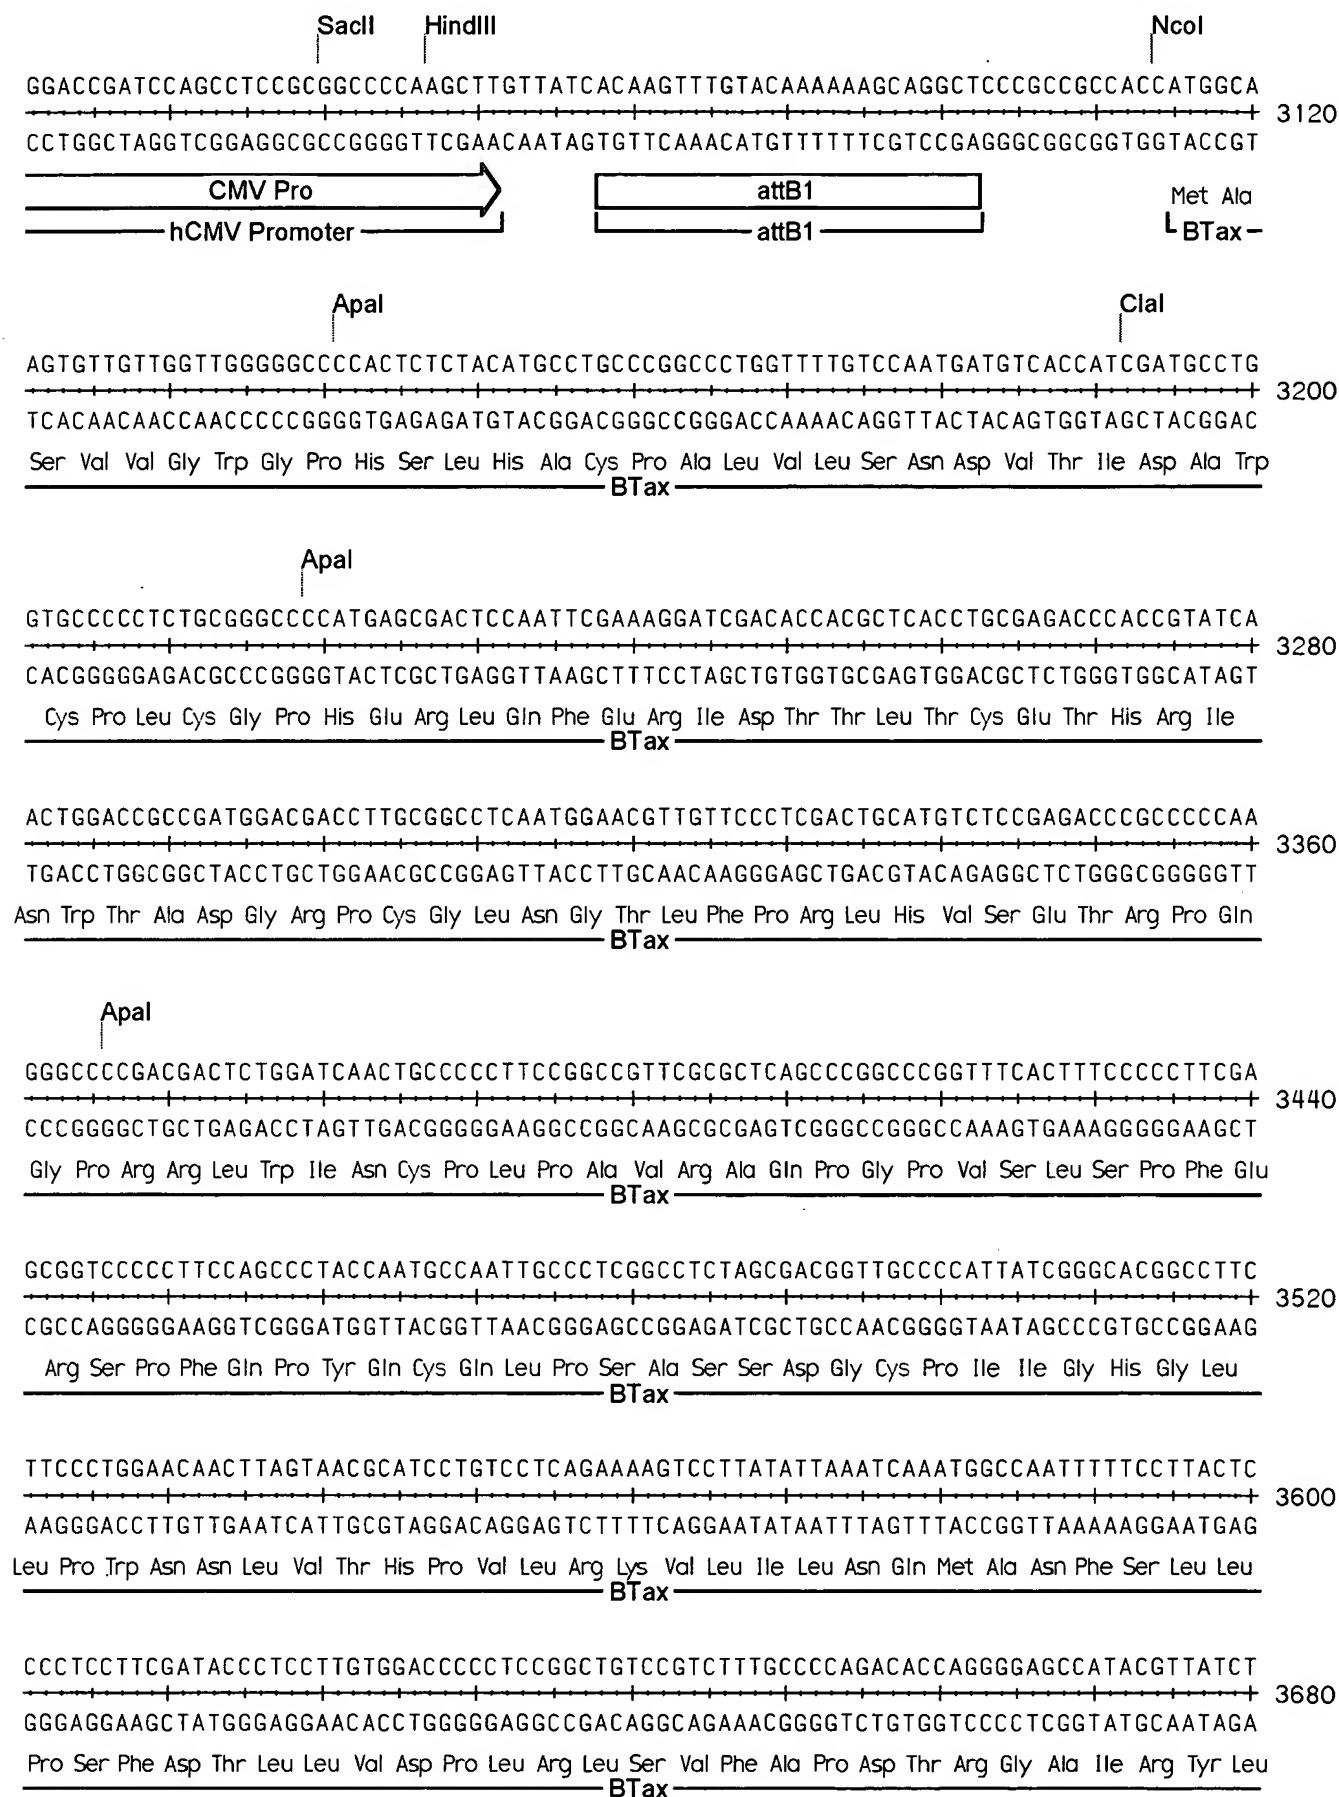 SacII HindIII NcoI
GGACCGATCCAGCCTCCGCGGCCCCAAGCTTGTTATCACAAGTTTGTACAAAAAAGCAGGCTCCCGCCGCCACCATGGCA
3120
CCTGGCTAGGTCGGAGGCGCCGGGGTTCGAACAATAGTGTTCAAACATGTTTTTTCGTCCGAGGGCGGCGGTGGTACCGT
CMV Pro attB1 Met Ala
hCMV Promoter attB1 BTax
ApaI ClaI
AGTGTTGTTGGTTGGGGGCCCCACTCTCTACATGCCTGCCCGGCCCTGGTTTTGTCCAATGATGTCACCATCGATGCCTG
3200
TCACAACAACCAACCCCCGGGGTGAGAGATGTACGGACGGGCCGGGACCAAAACAGGTTACTACAGTGGTAGCTACGGAC
Ser Val Val Gly Trp Gly Pro His Ser Leu His Ala Cys Pro Ala Leu Val Leu Ser Asn Asp Val Thr Ile Asp Ala Trp
BTax
ApaI
GTGCCCCCTCTGCGGGCCCCATGAGCGACTCCAATTCGAAAGGATCGACACCACGCTCACCTGCGAGACCCACCGTATCA
3280
CACGGGGGAGACGCCCGGGGTACTCGCTGAGGTTAAGCTTTCCTAGCTGTGGTGCGAGTGGACGCTCTGGGTGGCATAGT
Cys Pro Leu Cys Gly Pro His Glu Arg Leu Gln Phe Glu Arg Ile Asp Thr Thr Leu Thr Cys Glu Thr His Arg Ile
BTax
ACTGGACCGCCGATGGACGACCTTGCGGCCTCAATGGAACGTTGTTCCCTCGACTGCATGTCTCCGAGACCCGCCCCCAA
3360
TGACCTGGCGGCTACCTGCTGGAACGCCGGAGTTACCTTGCAACAAGGGAGCTGACGTACAGAGGCTCTGGGCGGGGGTT
Asn Trp Thr Ala Asp Gly Arg Pro Cys Gly Leu Asn Gly Thr Leu Phe Pro Arg Leu His Val Ser Glu Thr Arg Pro Gln
BTax
ApaI
GGGCCCCGACGACTCTGGATCAACTGCCCCCTTCCGGCCGTTCGCGCTCAGCCCGGCCCGGTTTCACTTTCCCCCTTCGA
3440
CCCGGGGCTGCTGAGACCTAGTTGACGGGGGAAGGCCGGCAAGCGCGAGTCGGGCCGGGCCAAAGTGAAAGGGGGAAGCT
Gly Pro Arg Arg Leu Trp Ile Asn Cys Pro Leu Pro Ala Val Arg Ala Gln Pro Gly Pro Val Ser Leu Ser Pro Phe Glu
BTax
GCGGTCCCCCTTCCAGCCCTACCAATGCCAATTGCCCTCGGCCTCTAGCGACGGTTGCCCCATTATCGGGCACGGCCTTC
3520
CGCCAGGGGGAAGGTCGGGATGGTTACGGTTAACGGGAGCCGGAGATCGCTGCCAACGGGGTAATAGCCCGTGCCGGAAG
Arg Ser Pro Phe Gln Pro Tyr Gln Cys Gln Leu Pro Ser Ala Ser Ser Asp Gly Cys Pro Ile Ile Gly His Gly Leu
BTax
TTCCCTGGAACAACTTAGTAACGCATCCTGTCCTCAGAAAAGTCCTTATATTAAATCAAATGGCCAATTTTTCCTTACTC
3600
AAGGGACCTTGTTGAATCATTGCGTAGGACAGGAGTCTTTTCAGGAATATAATTTAGTTTACCGGTTAAAAAGGAATGAG
Leu Pro Trp Asn Asn Leu Val Thr His Pro Val Leu Arg Lys Val Leu Ile Leu Asn Gln Met Ala Asn Phe Ser Leu Leu
BTax
CCCTCCTTCGATACCCTCCTTGTGGACCCCCTCCGGCTGTCCGTCTTTGCCCCAGACACCAGGGGAGCCATACGTTATCT
3680
GGGAGGAAGCTATGGGAGGAACACCTGGGGGAGGCCGACAGGCAGAAACGGGGTCTGTGGTCCCCTCGGTATGCAATAGA
Pro Ser Phe Asp Thr Leu Leu Val Asp Pro Leu Arg Leu Ser Val Phe Ala Pro Asp Thr Arg Gly Ala Ile Arg Tyr Leu
BTax